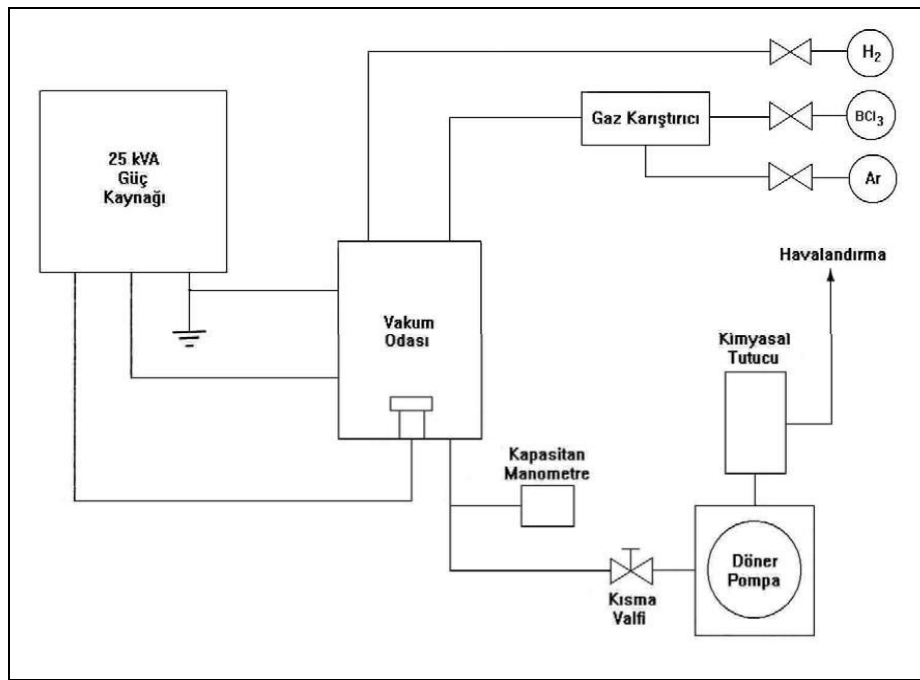 H2
Gaz Karıştırıcı
BCl3
Ar
25 kVA
Güç
Kaynağı
Havalandırma
Vakum
Odası
Kimyasal
Tutucu
Kapasitan
Manometre
Döner
Pompa
Kısma
Valfi